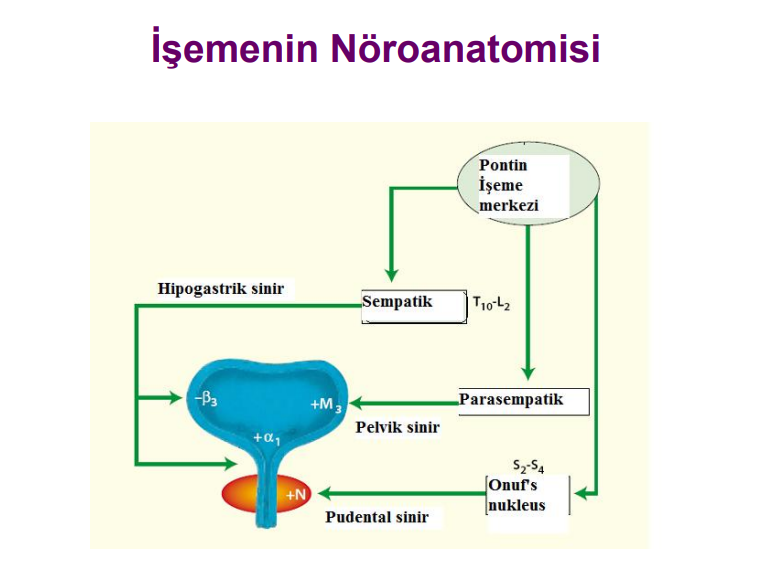 İşemenin Nöroanatomisi
Pontin
İşeme
merkezi
Hipogastrik sinir
Sempatik
T₁₀-L₂
-β₃
+M₃
Parasempatik
+α₁
Pelvik sinir
S₂-S₄
Onuf's
nukleus
+N
Pudental sinir